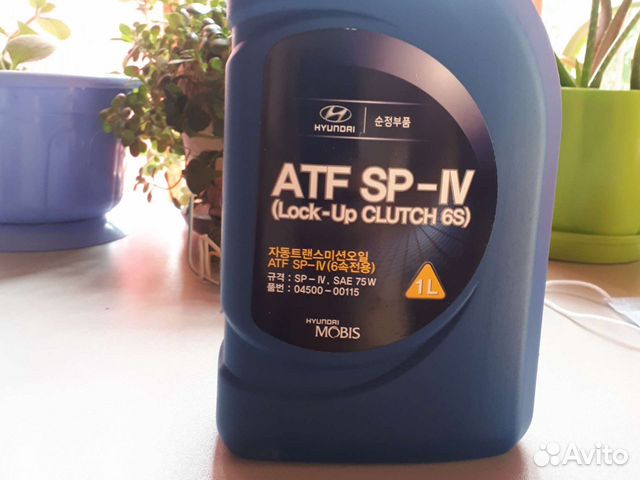 HYUNDAI
순정부품
ATF SP-IV
(Lock-Up CLUTCH 6S)
자동트랜스미션오일
ATF SP-IV(6속전용)
규격 : SP-IV, SAE 75W
품번 : 04500-00115
1L
HYUNDAI
MOBIS
Avito